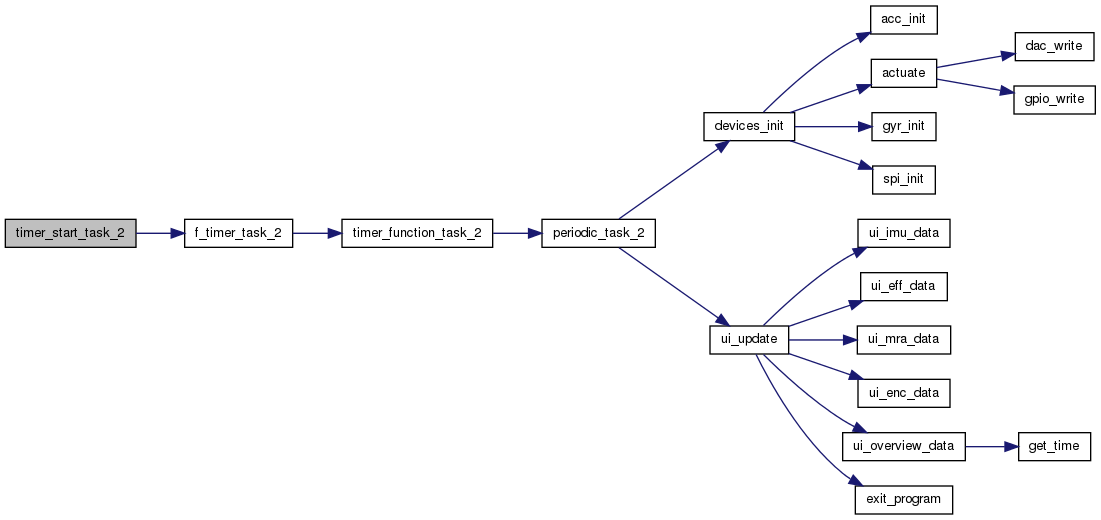 timer_start_task_2
f_timer_task_2
timer_function_task_2
periodic_task_2
devices_init
acc_init
actuate
dac_write
gpio_write
gyr_init
spi_init
ui_update
ui_imu_data
ui_eff_data
ui_mra_data
ui_enc_data
ui_overview_data
get_time
exit_program